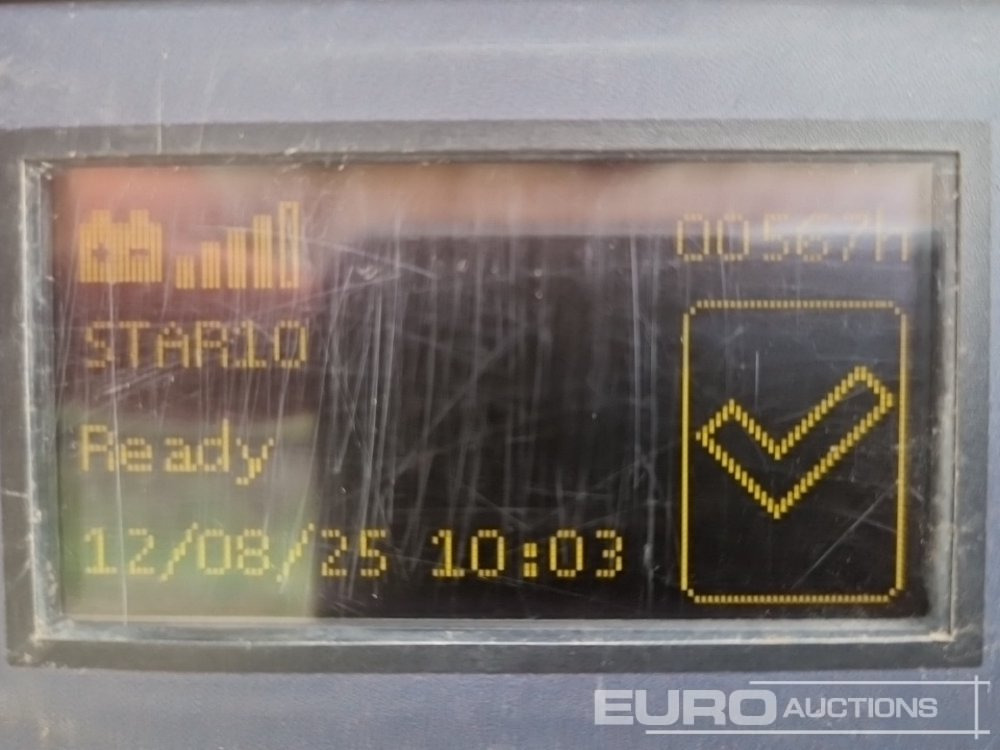 00567h
STAR10
Ready
12/08/25 10:03
EURO AUCTIONS